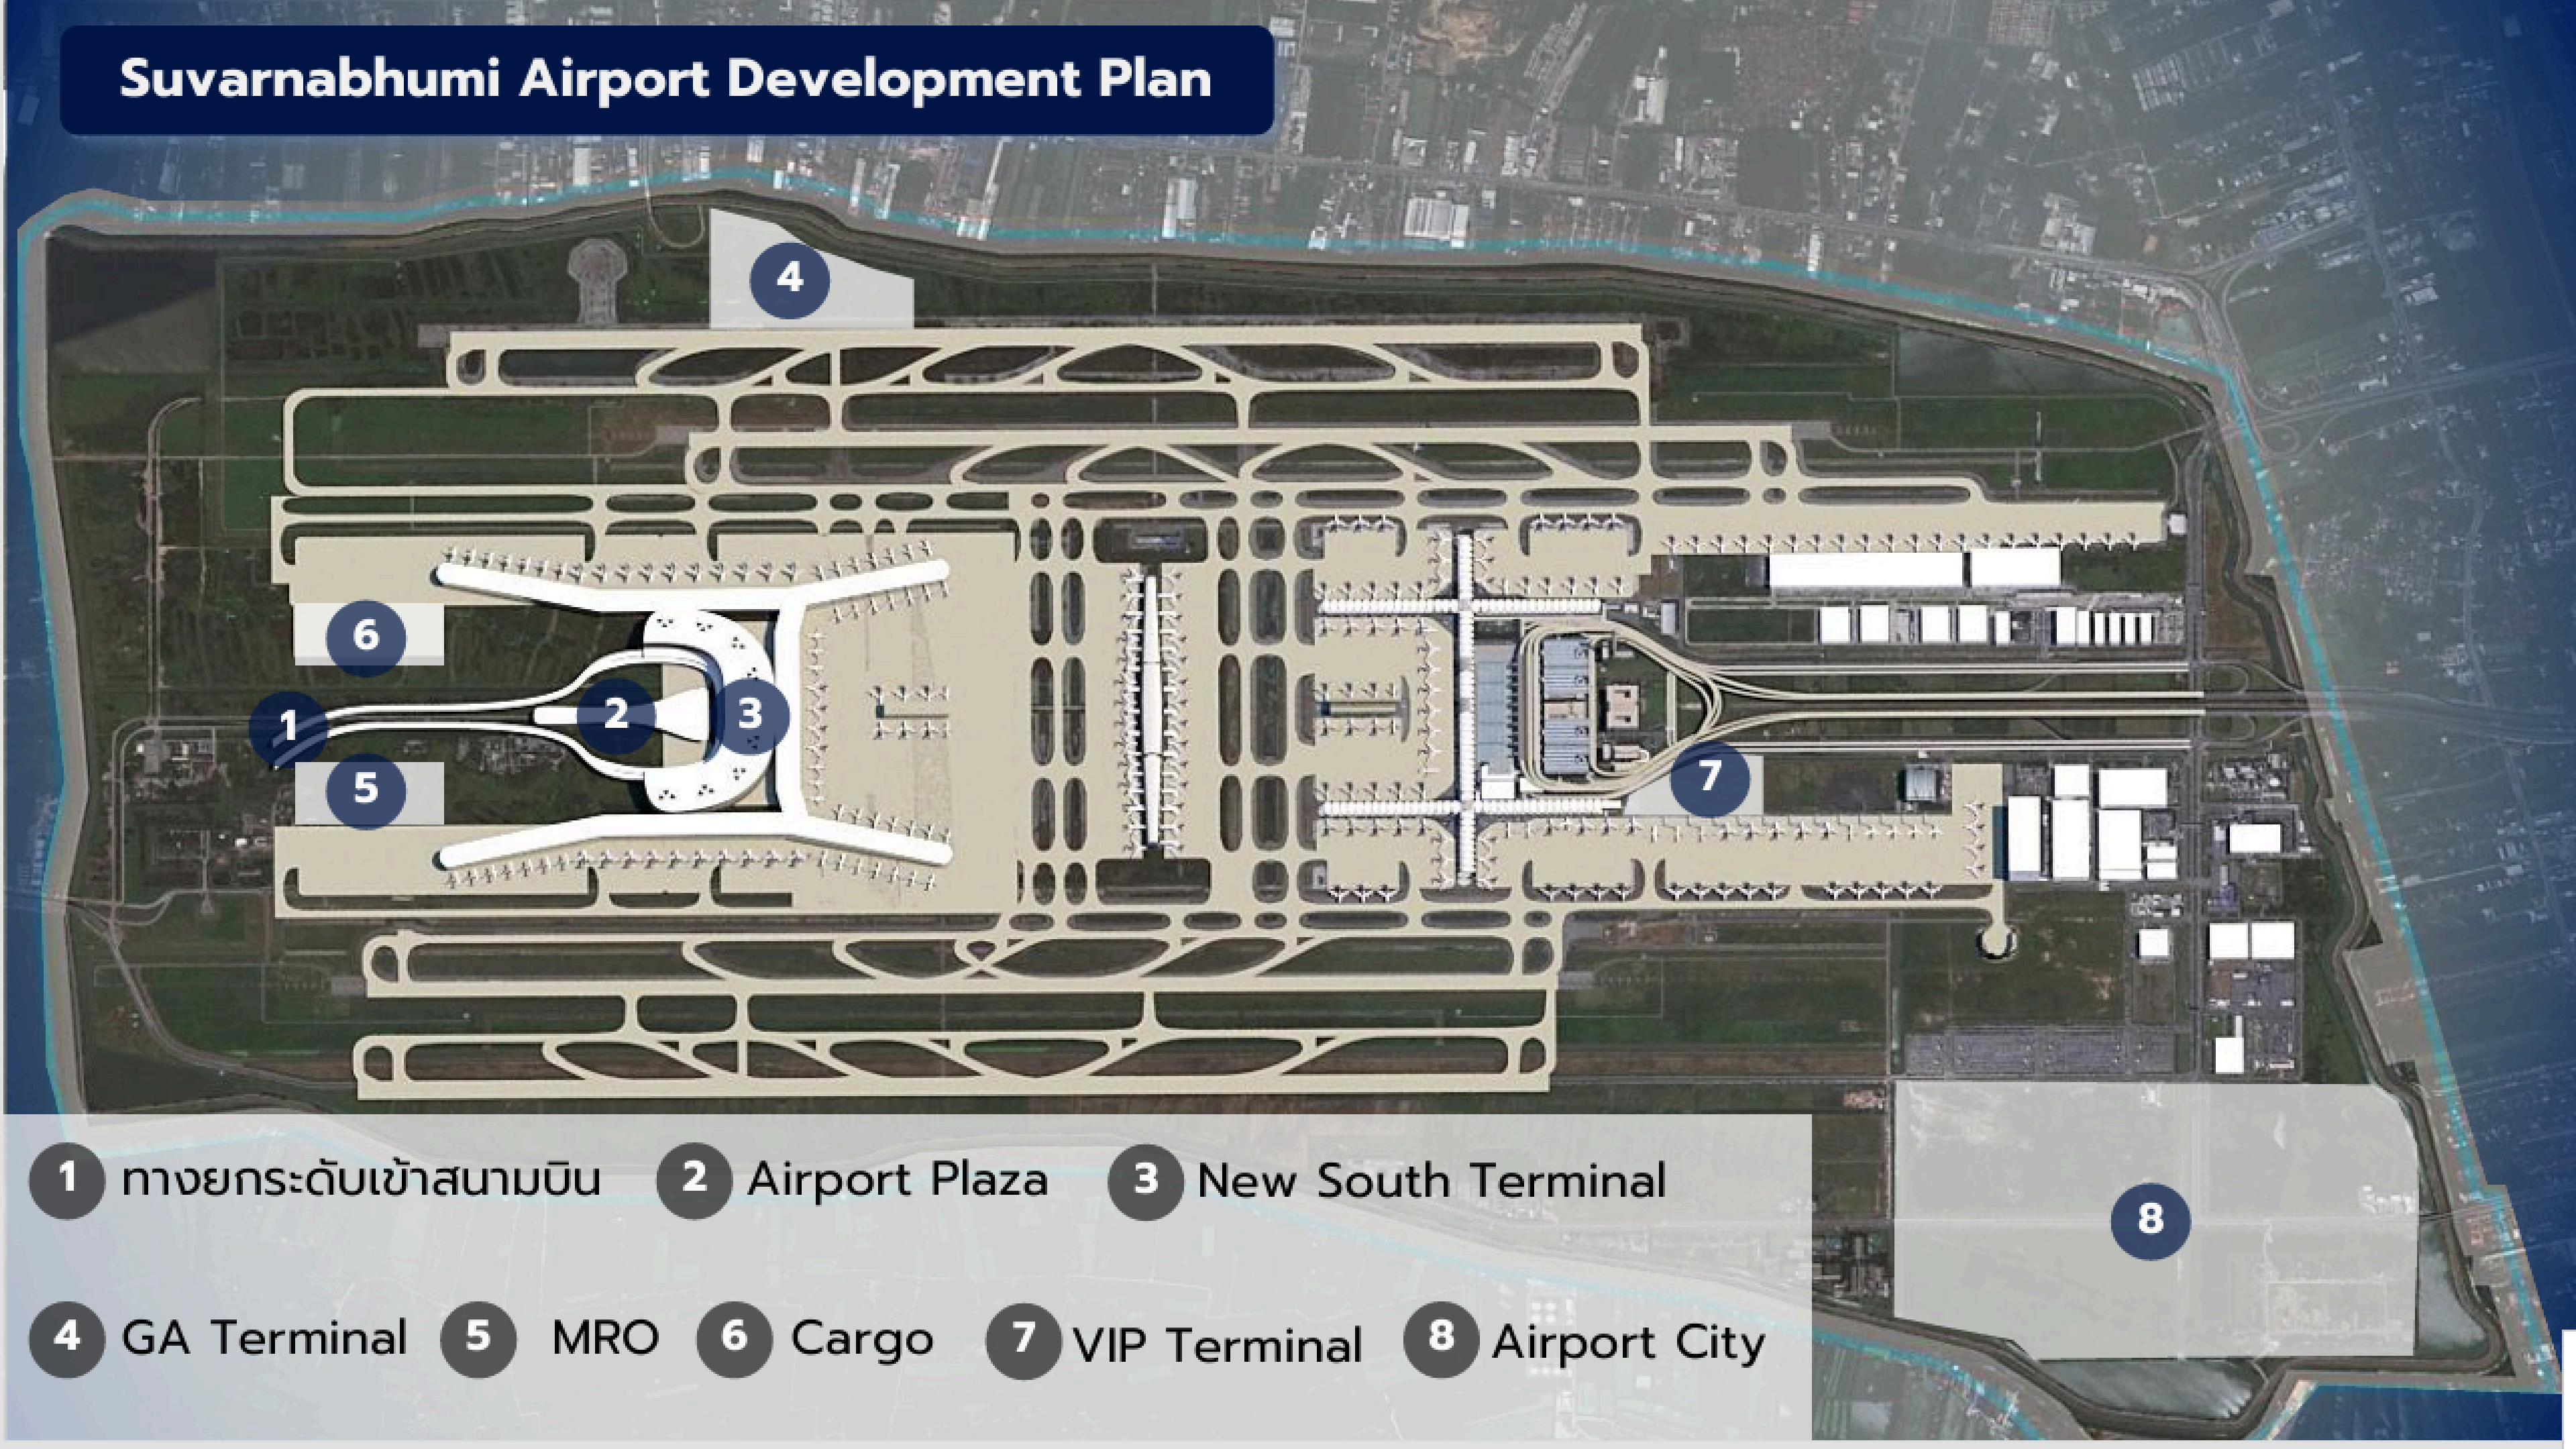 Suvarnabhumi Airport Development Plan
4
6
1
2
3
5
7
8
1 ทางยกระดับเข้าสนามบิน 2 Airport Plaza 3 New South Terminal
4 GA Terminal 5 MRO 6 Cargo 7 VIP Terminal 8 Airport City